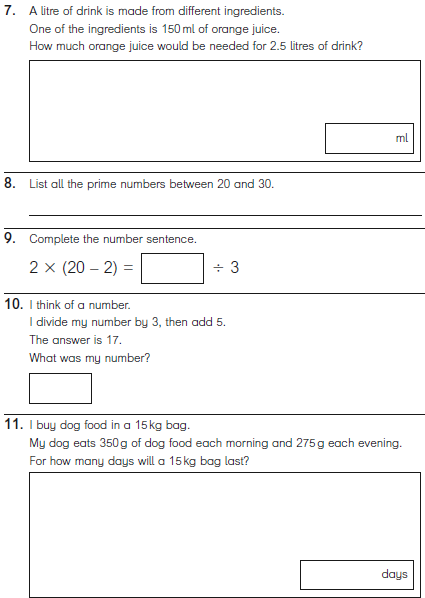 7. A litre of drink is made from different ingredients.
One of the ingredients is 150 ml of orange juice.
How much orange juice would be needed for 2.5 litres of drink?
ml
8. List all the prime numbers between 20 and 30.
9. Complete the number sentence.
2 × (20 – 2) = ÷ 3
10. I think of a number.
I divide my number by 3, then add 5.
The answer is 17.
What was my number?
11. I buy dog food in a 15 kg bag.
My dog eats 350 g of dog food each morning and 275 g each evening.
For how many days will a 15 kg bag last?
days